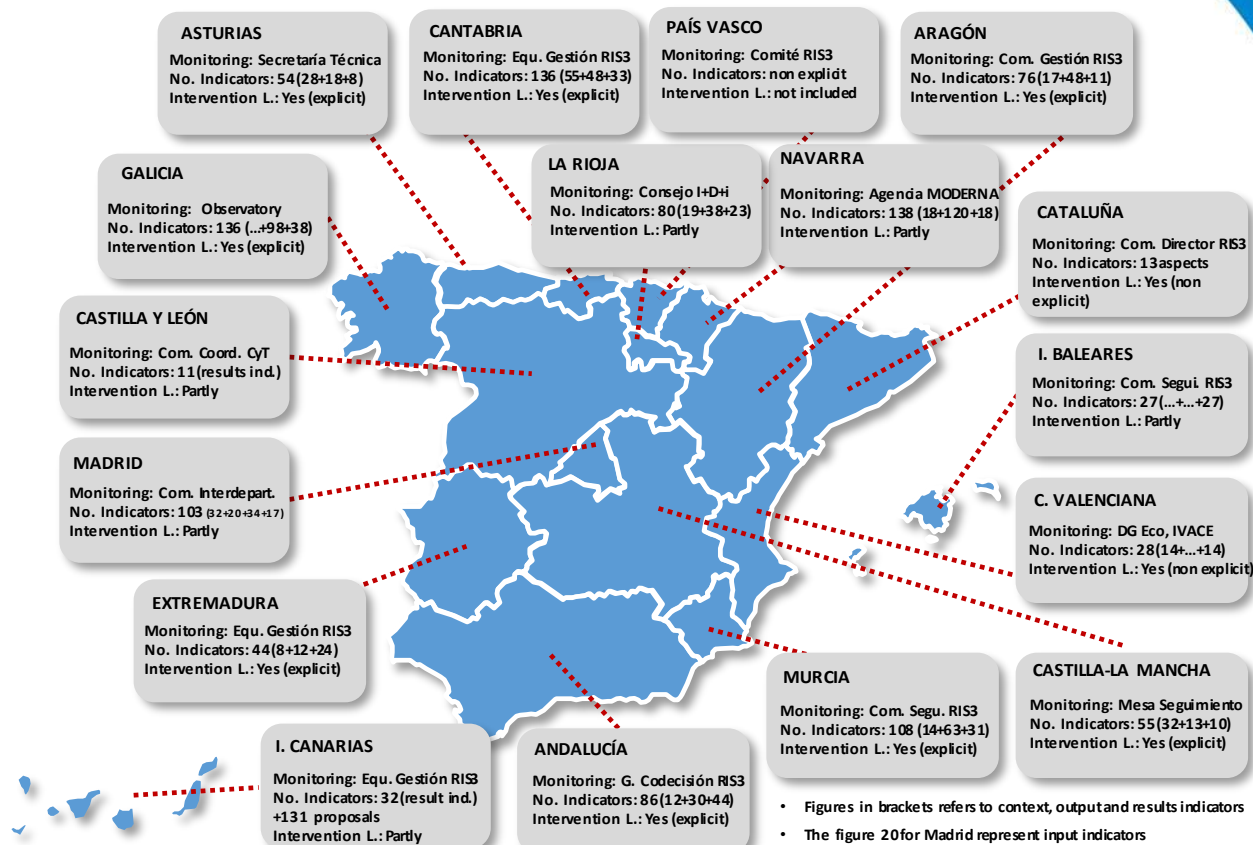 ASTURIAS
Monitoring: Secretaría Técnica
No. Indicators: 54(28+18+8)
Intervention L.: Yes (explicit)
CANTABRIA
Monitoring: Equ. Gestión RIS3
No. Indicators: 136 (55+48+33)
Intervention L.: Yes (explicit)
PAÍS VASCO
Monitoring: Comité RIS3
No. Indicators: non explicit
Intervention L.: not included
ARAGÓN
Monitoring: Com. Gestión RIS3
No. Indicators: 76(17+48+11)
Intervention L.: Yes (explicit)
GALICIA
Monitoring: Observatory
No. Indicators: 136 (...+98+38)
Intervention L.: Yes (explicit)
LA RIOJA
Monitoring: Consejo I+D+i
No. Indicators: 80(19+38+23)
Intervention L.: Partly
NAVARRA
Monitoring: Agencia MODERNA
No. Indicators: 138 (18+120+18)
Intervention L.: Partly
CATALUÑA
Monitoring: Com. Director RIS3
No. Indicators: 13aspects
Intervention L.: Yes (non
explicit)
CASTILLA Y LEÓN
Monitoring: Com. Coord. CyT
No. Indicators: 11(results ind.)
Intervention L.: Partly
I. BALEARES
Monitoring: Com. Segui. RIS3
No. Indicators: 27(...+...+27)
Intervention L.: Partly
MADRID
Monitoring: Com. Interdepart.
No. Indicators: 103 (32+20+34+17)
Intervention L.: Partly
C. VALENCIANA
Monitoring: DG Eco, IVACE
No. Indicators: 28(14+...+14)
Intervention L.: Yes (non explicit)
EXTREMADURA
Monitoring: Equ. Gestión RIS3
No. Indicators: 44(8+12+24)
Intervention L.: Yes (explicit)
MURCIA
Monitoring: Com. Segu. RIS3
No. Indicators: 108 (14+63+31)
Intervention L.: Yes (explicit)
CASTILLA-LA MANCHA
Monitoring: Mesa Seguimiento
No. Indicators: 55(32+13+10)
Intervention L.: Yes (explicit)
I. CANARIAS
Monitoring: Equ. Gestión RIS3
No. Indicators: 32(result ind.)
+131 proposals
Intervention L.: Partly
ANDALUCÍA
Monitoring: G. Codecisión RIS3
No. Indicators: 86(12+30+44)
Intervention L.: Yes (explicit)
• Figures in brackets refers to context, output and results indicators
• The figure 20for Madrid represent input indicators